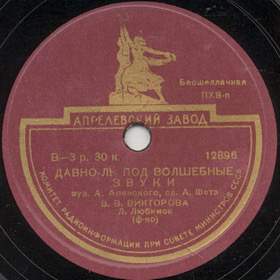 Бесшеллачная
ПХВ-п
АПРЕЛЕВСКИЙ ЗАВОД
В–3 р. 30 к.
12896
ДАВНО-ЛЬ ПОД ВОЛШЕБНЫЕ
ЗВУКИ
муз. А. Аренского, сл. А. Фета
В. В. ВИКТОРОВА
Л. Любимов
(ф-но)
КОМИТЕТ РАДИОИНФОРМАЦИИ ПРИ СОВЕТЕ МИНИСТРОВ СССР